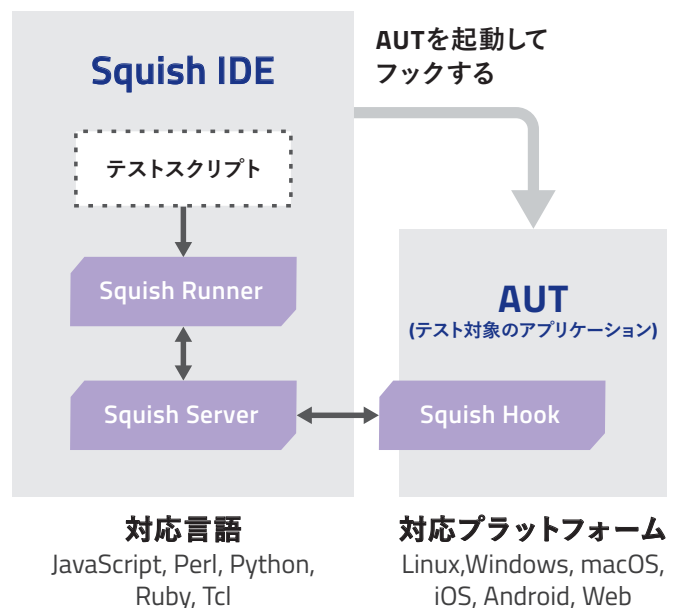 Squish IDE
AUTを起動して
フックする
テストスクリプト
Squish Runner
Squish Server
AUT
(テスト対象のアプリケーション)
Squish Hook
対応言語
JavaScript, Perl, Python,
Ruby, Tcl
対応プラットフォーム
Linux,Windows, macOS,
iOS, Android, Web